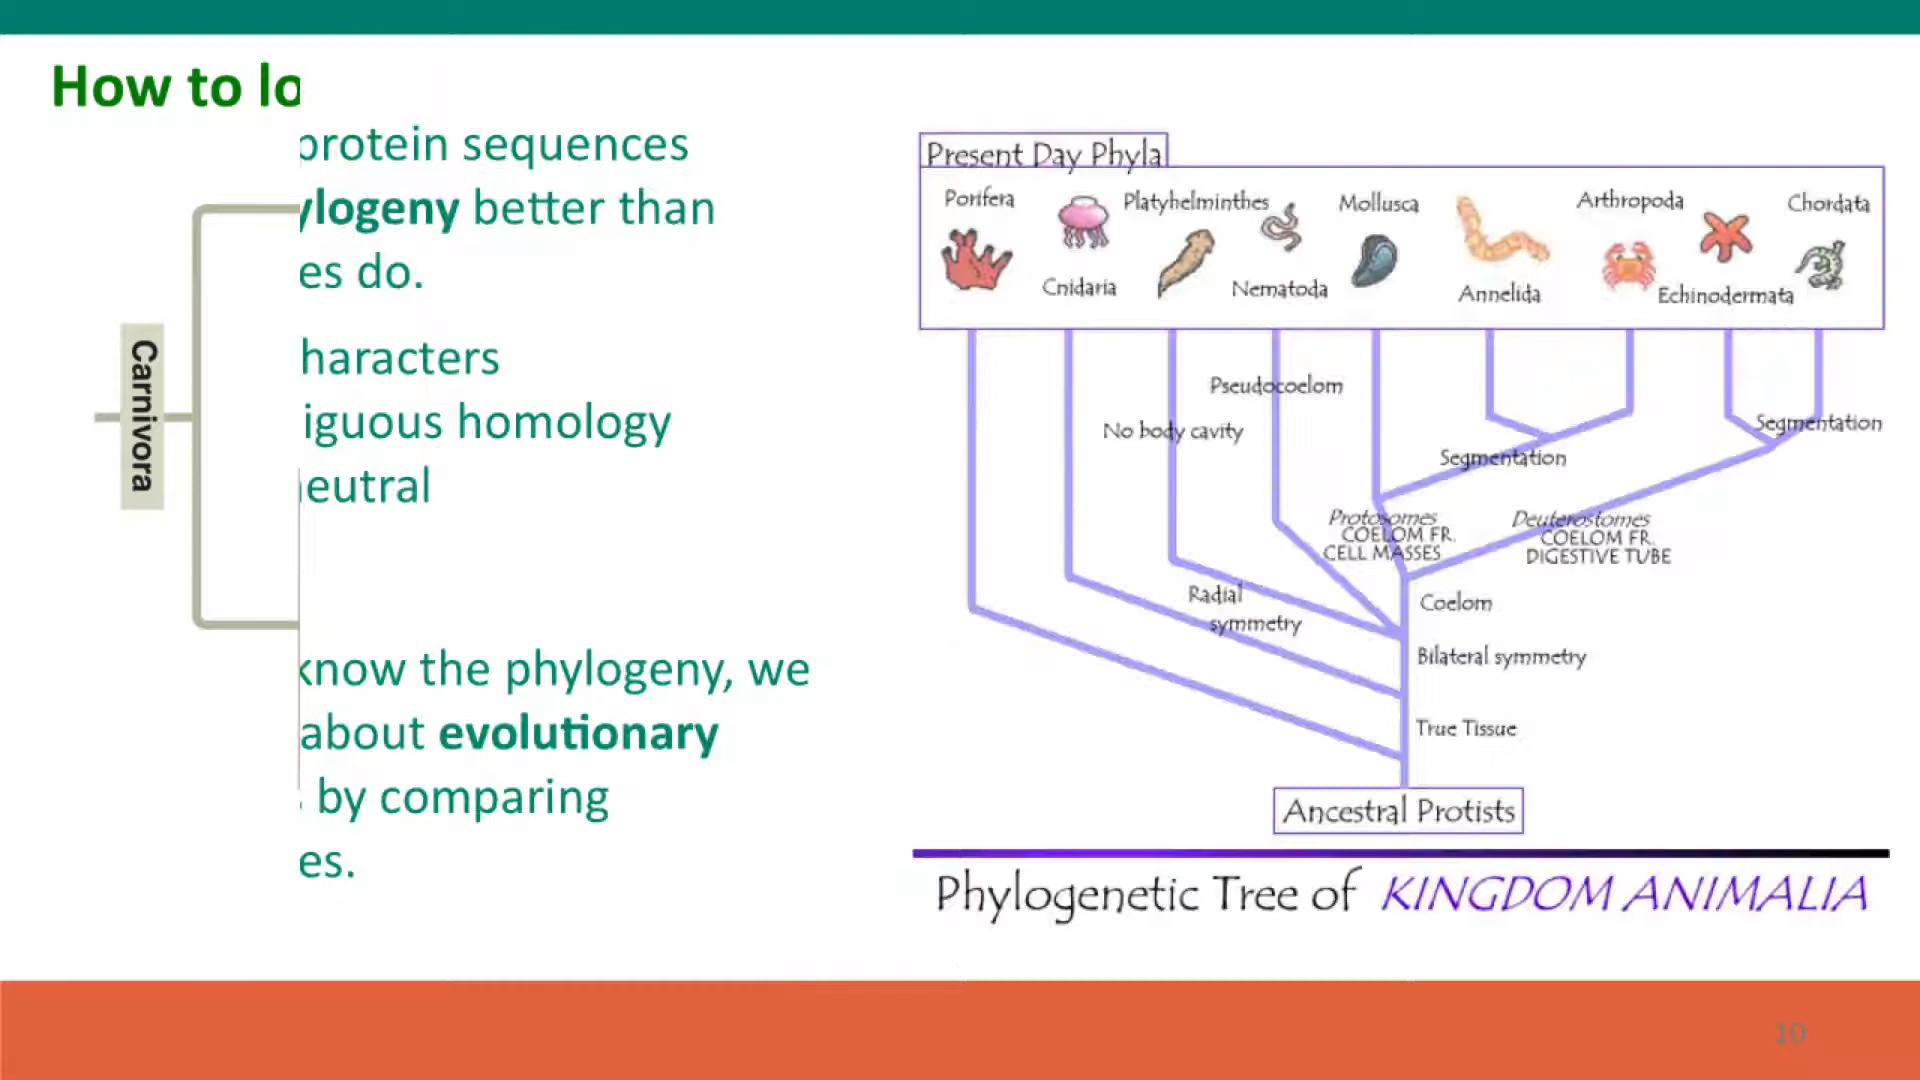 How to lo
protein sequences
ylogeny better than
es do.
haracters
iguous homology
eutral
know the phylogeny, we
about evolutionary
by comparing
es.
Carnivora
Present Day Phyla
Porifera
Cnidaria
Platyhelminthes
Nematoda
Mollusca
Annelida
Arthropoda
Echinodermata
Chordata
Pseudocoelom
No body cavity
Segmentation
Segmentation
Protosomes
COELOM FR.
CELL MASSES
Deuterostomes
COELOM FR.
DIGESTIVE TUBE
Radial
symmetry
Coelom
Bilateral symmetry
True Tissue
Ancestral Protists
Phylogenetic Tree of KINGDOM ANIMALIA
10